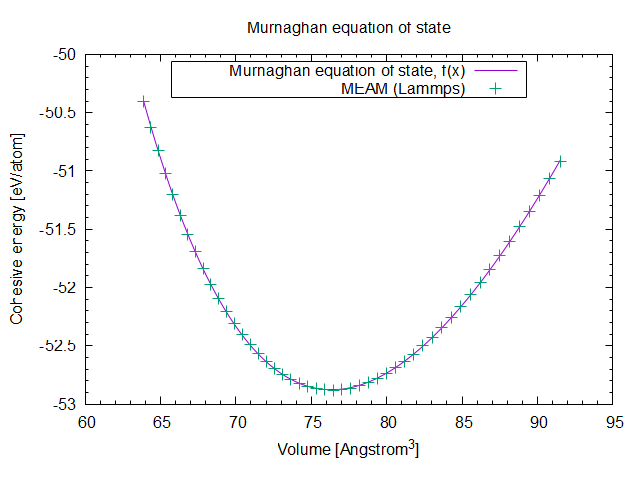 Murnaghan equation of state
Murnaghan equation of state, f(x)
MEAM (Lammps)
Cohesive energy [eV/atom]
-50
-50.5
-51
-51.5
-52
-52.5
-53
60 65 70 75 80 85 90 95
Volume [Angstrom³]